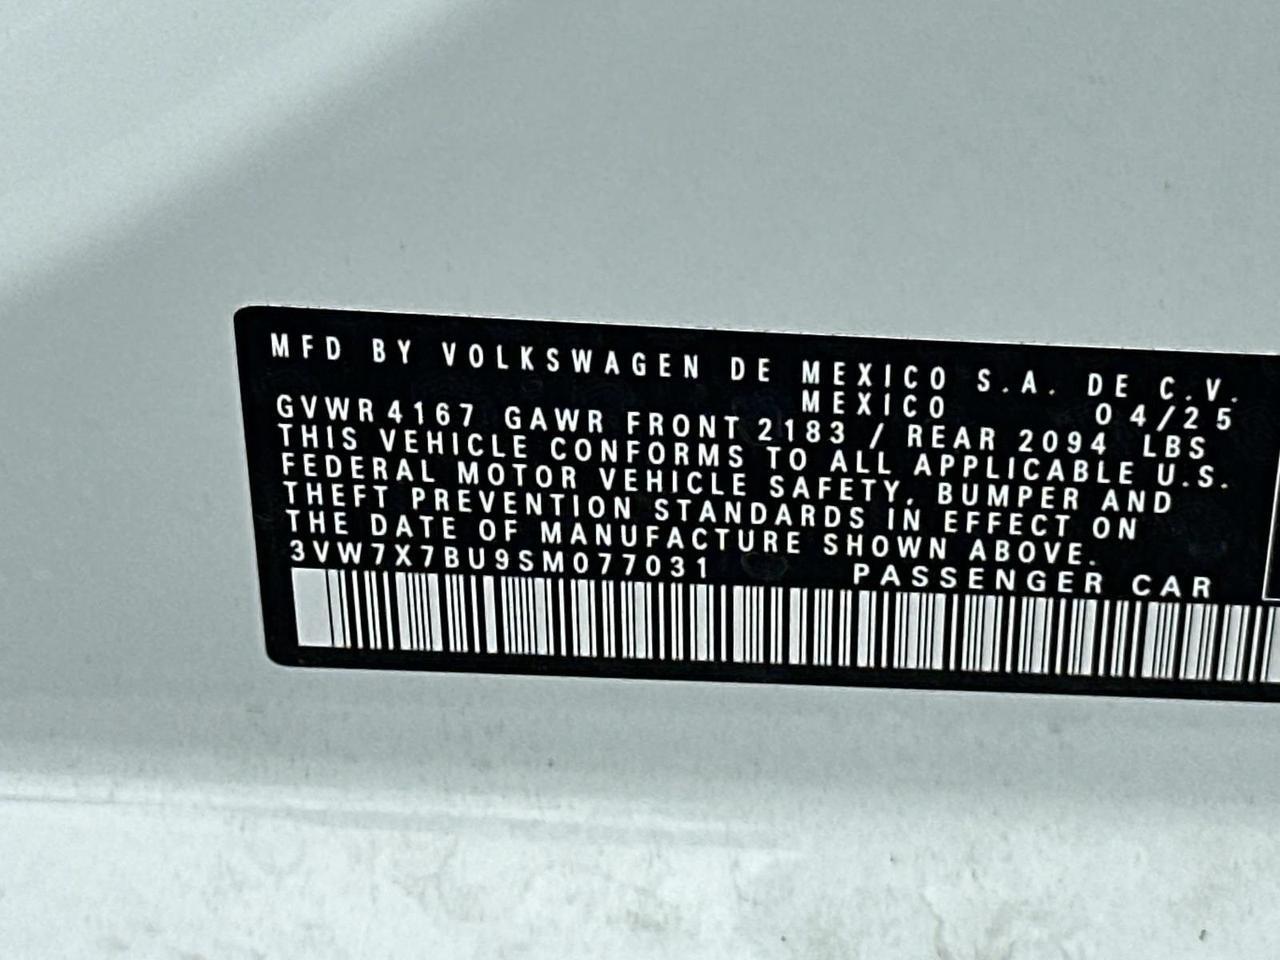 MFD BY VOLKSWAGEN DE MEXICO S.A. DE C.V.
MEXICO 04/25
GVWR 4167 GAWR FRONT 2183 / REAR 2094 LBS
THIS VEHICLE CONFORMS TO ALL APPLICABLE U.S.
FEDERAL MOTOR VEHICLE SAFETY, BUMPER AND
THEFT PREVENTION STANDARDS IN EFFECT ON
THE DATE OF MANUFACTURE SHOWN ABOVE.
3VW7X7BU9SM077031 PASSENGER CAR